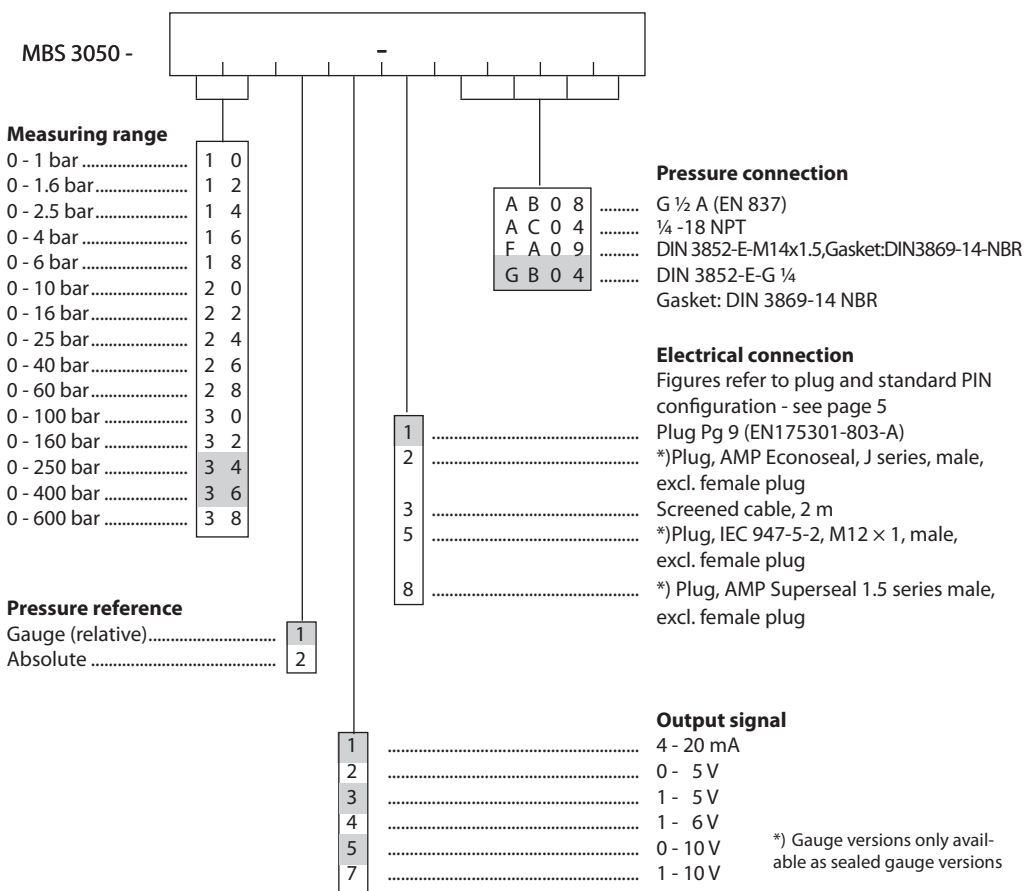 MBS 3050 -
-
Measuring range
0 - 1 bar ........................ 1 0
0 - 1.6 bar..................... 1 2
0 - 2.5 bar..................... 1 4
0 - 4 bar ........................ 1 6
0 - 6 bar ........................ 1 8
0 - 10 bar...................... 2 0
0 - 16 bar...................... 2 2
0 - 25 bar...................... 2 4
0 - 40 bar...................... 2 6
0 - 60 bar...................... 2 8
0 - 100 bar ................... 3 0
0 - 160 bar ................... 3 2
0 - 250 bar ................... 3 4
0 - 400 bar ................... 3 6
0 - 600 bar ................... 3 8
Pressure reference
Gauge (relative)............................ 1
Absolute ......................................... 2
Pressure connection
A B 0 8 ......... G ½ A (EN 837)
A C 0 4 ......... ¼ -18 NPT
F A 0 9 ......... DIN 3852-E-M14x1.5,Gasket:DIN3869-14-NBR
G B 0 4 ......... DIN 3852-E-G ¼
Gasket: DIN 3869-14 NBR
Electrical connection
Figures refer to plug and standard PIN
configuration - see page 5
1 ............................................. Plug Pg 9 (EN175301-803-A)
2 ............................................. *)Plug, AMP Econoseal, J series, male,
excl. female plug
3 ............................................. Screened cable, 2 m
5 ............................................. *)Plug, IEC 947-5-2, M12 × 1, male,
excl. female plug
8 ............................................. *) Plug, AMP Superseal 1.5 series male,
excl. female plug
Output signal
1 ....................................................... 4 - 20 mA
2 ....................................................... 0 - 5 V
3 ....................................................... 1 - 5 V
4 ....................................................... 1 - 6 V
5 ....................................................... 0 - 10 V
7 ....................................................... 1 - 10 V
*) Gauge versions only avail-
able as sealed gauge versions